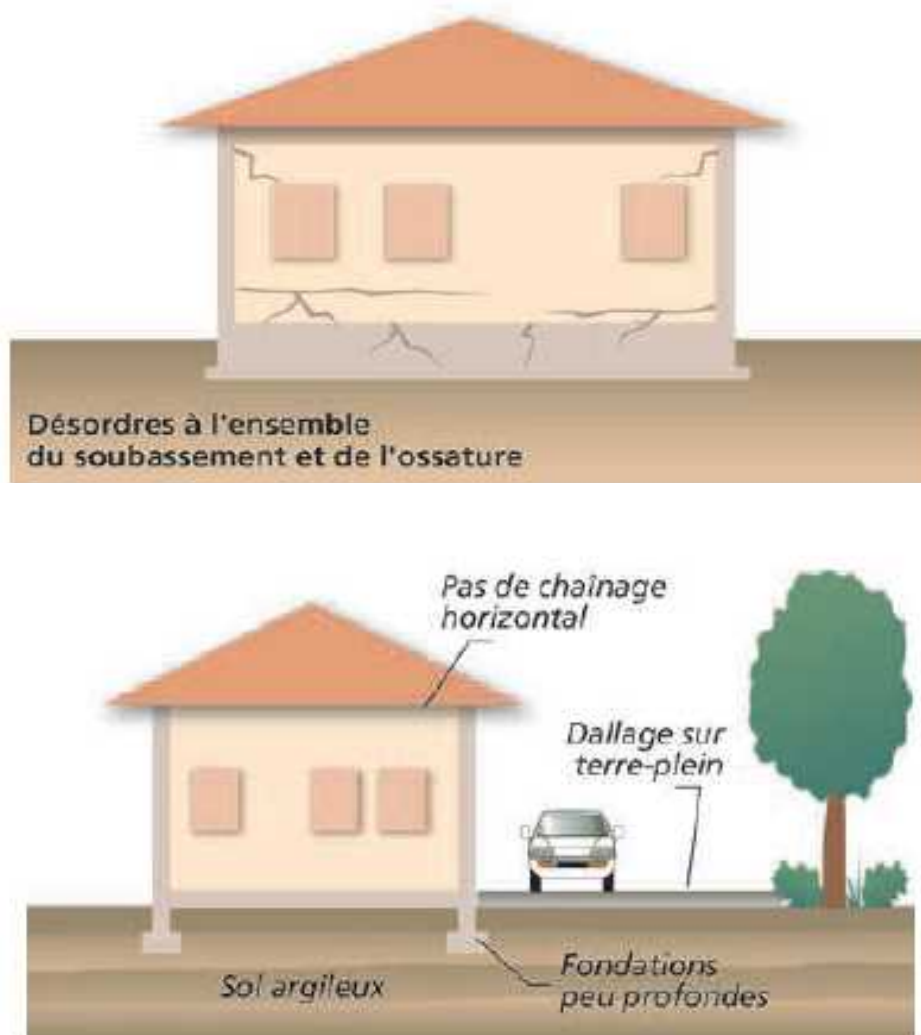 Désordres à l'ensemble
du soubassement et de l'ossature
Pas de chaînage
horizontal
Dallage sur
terre-plein
Sol argileux
Fondations
peu profondes